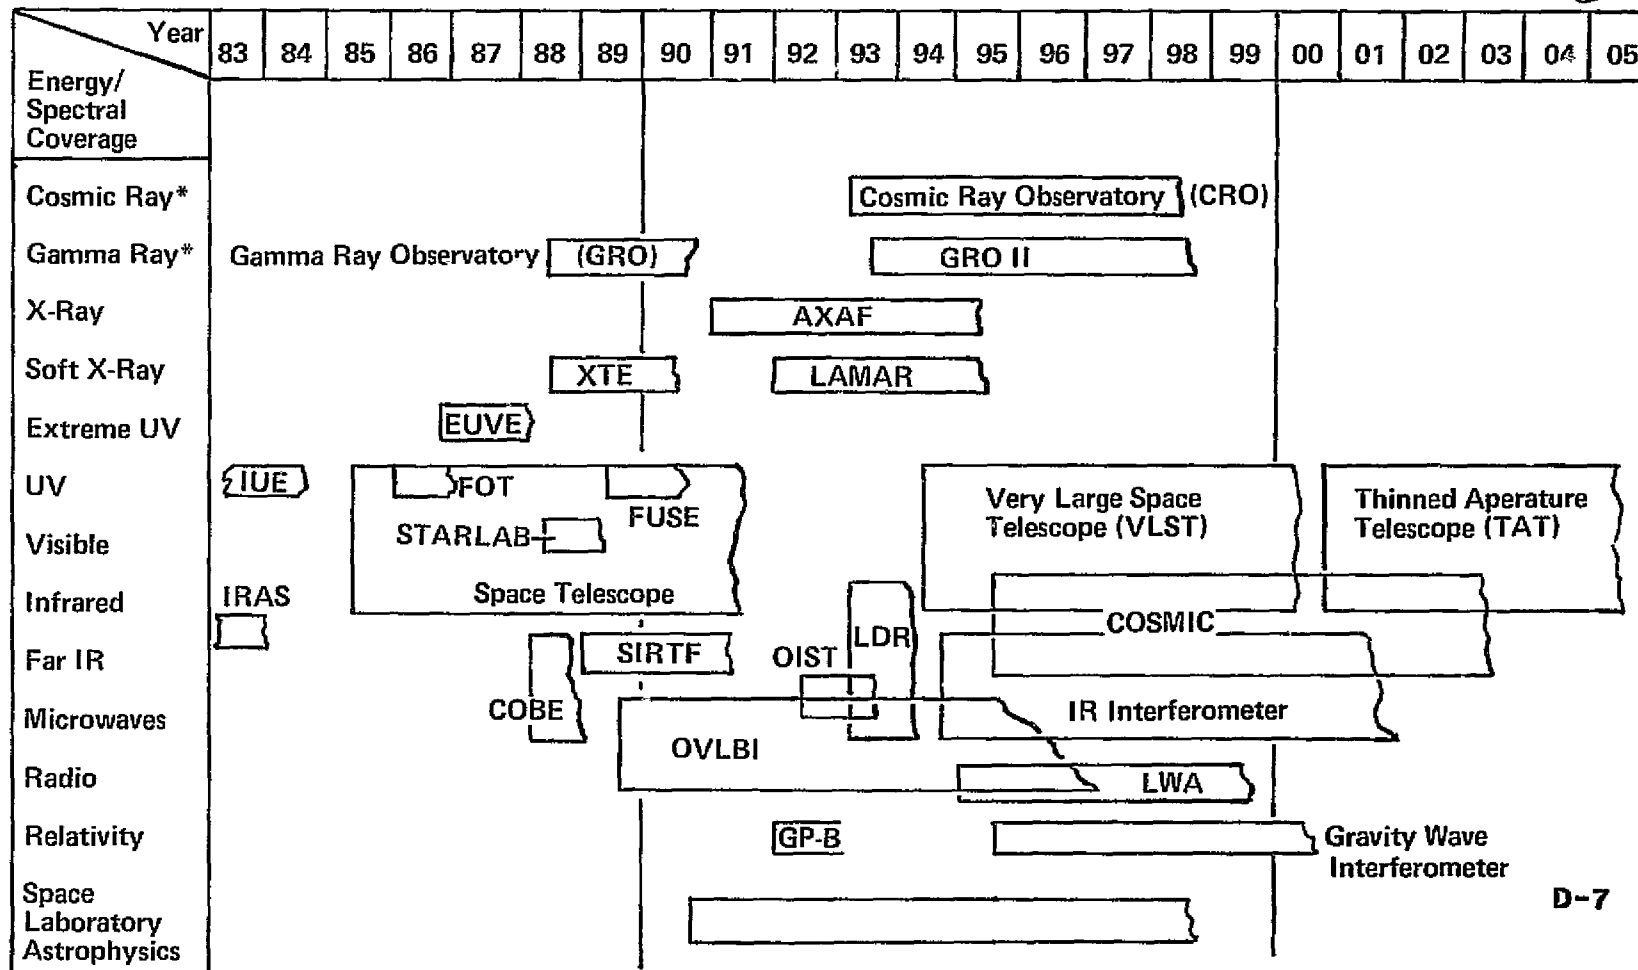 Year
83 84 85 86 87 88 89 90 91 92 93 94 95 96 97 98 99 00 01 02 03 04 05
Energy/
Spectral
Coverage
Cosmic Ray*
Cosmic Ray Observatory (CRO)
Gamma Ray*
Gamma Ray Observatory (GRO)
GRO II
X-Ray
AXAF
Soft X-Ray
XTE
LAMAR
Extreme UV
EUVE
UV
IUE
FOT
FUSE
Very Large Space
Telescope (VLST)
Thinned Aperature
Telescope (TAT)
Visible
STARLAB
Infrared
IRAS
Space Telescope
LDR
COSMIC
Far IR
SIRTF
OIST
Microwaves
COBE
IR Interferometer
OVLBI
Radio
LWA
Relativity
GP-B
Gravity Wave
Interferometer
Space
Laboratory
Astrophysics
D-7